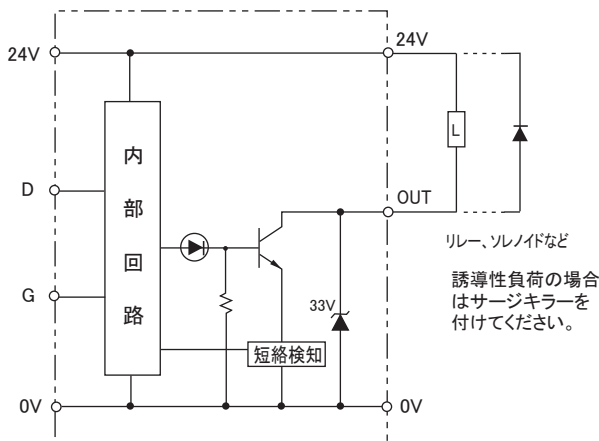 24V
24V
L
D
内部回路
OUT
リレー、ソレノイドなど
誘導性負荷の場合
はサージキラーを
付けてください。
G
33V
短絡検知
0V
0V